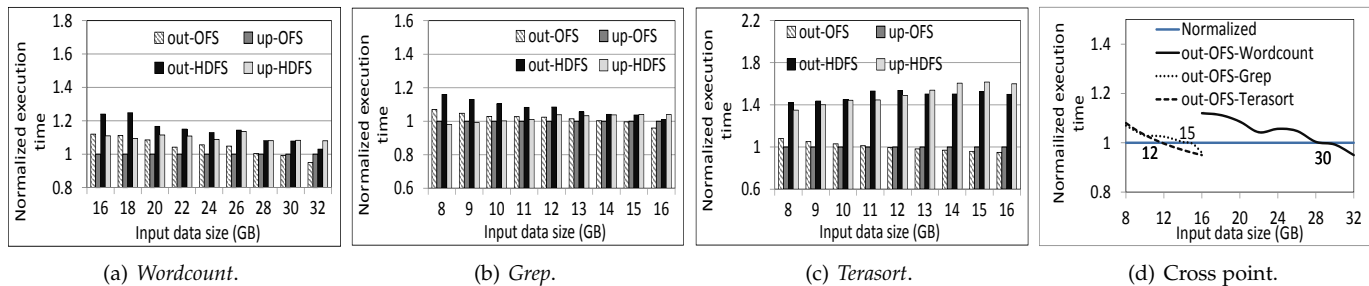 Normalized execution
time
1.8
1.6
1.4
1.2
1
0.8
out-OFS
up-OFS
out-HDFS
up-HDFS
16 18 20 22 24 26 28 30 32
Input data size (GB)
(a) Wordcount.
Normalized execution
time
1.6
1.4
1.2
1.0
0.8
0.6
out-OFS
up-OFS
out-HDFS
up-HDFS
8 9 10 11 12 13 14 15 16
Input data size (GB)
(b) Grep.
Normalized execution
time
2.6
2.2
1.8
1.4
1.0
0.6
out-OFS
up-OFS
out-HDFS
up-HDFS
8 9 10 11 12 13 14 15 16
Input data size (GB)
(c) Terasort.
Normalized execution
time
1.4
1.2
1
0.8
Normalized
out-OFS-Wordcount
out-OFS-Grep
out-OFS-Terasort
15
12
30
8 12 16 20 24 28 32
Input data size (GB)
(d) Cross point.